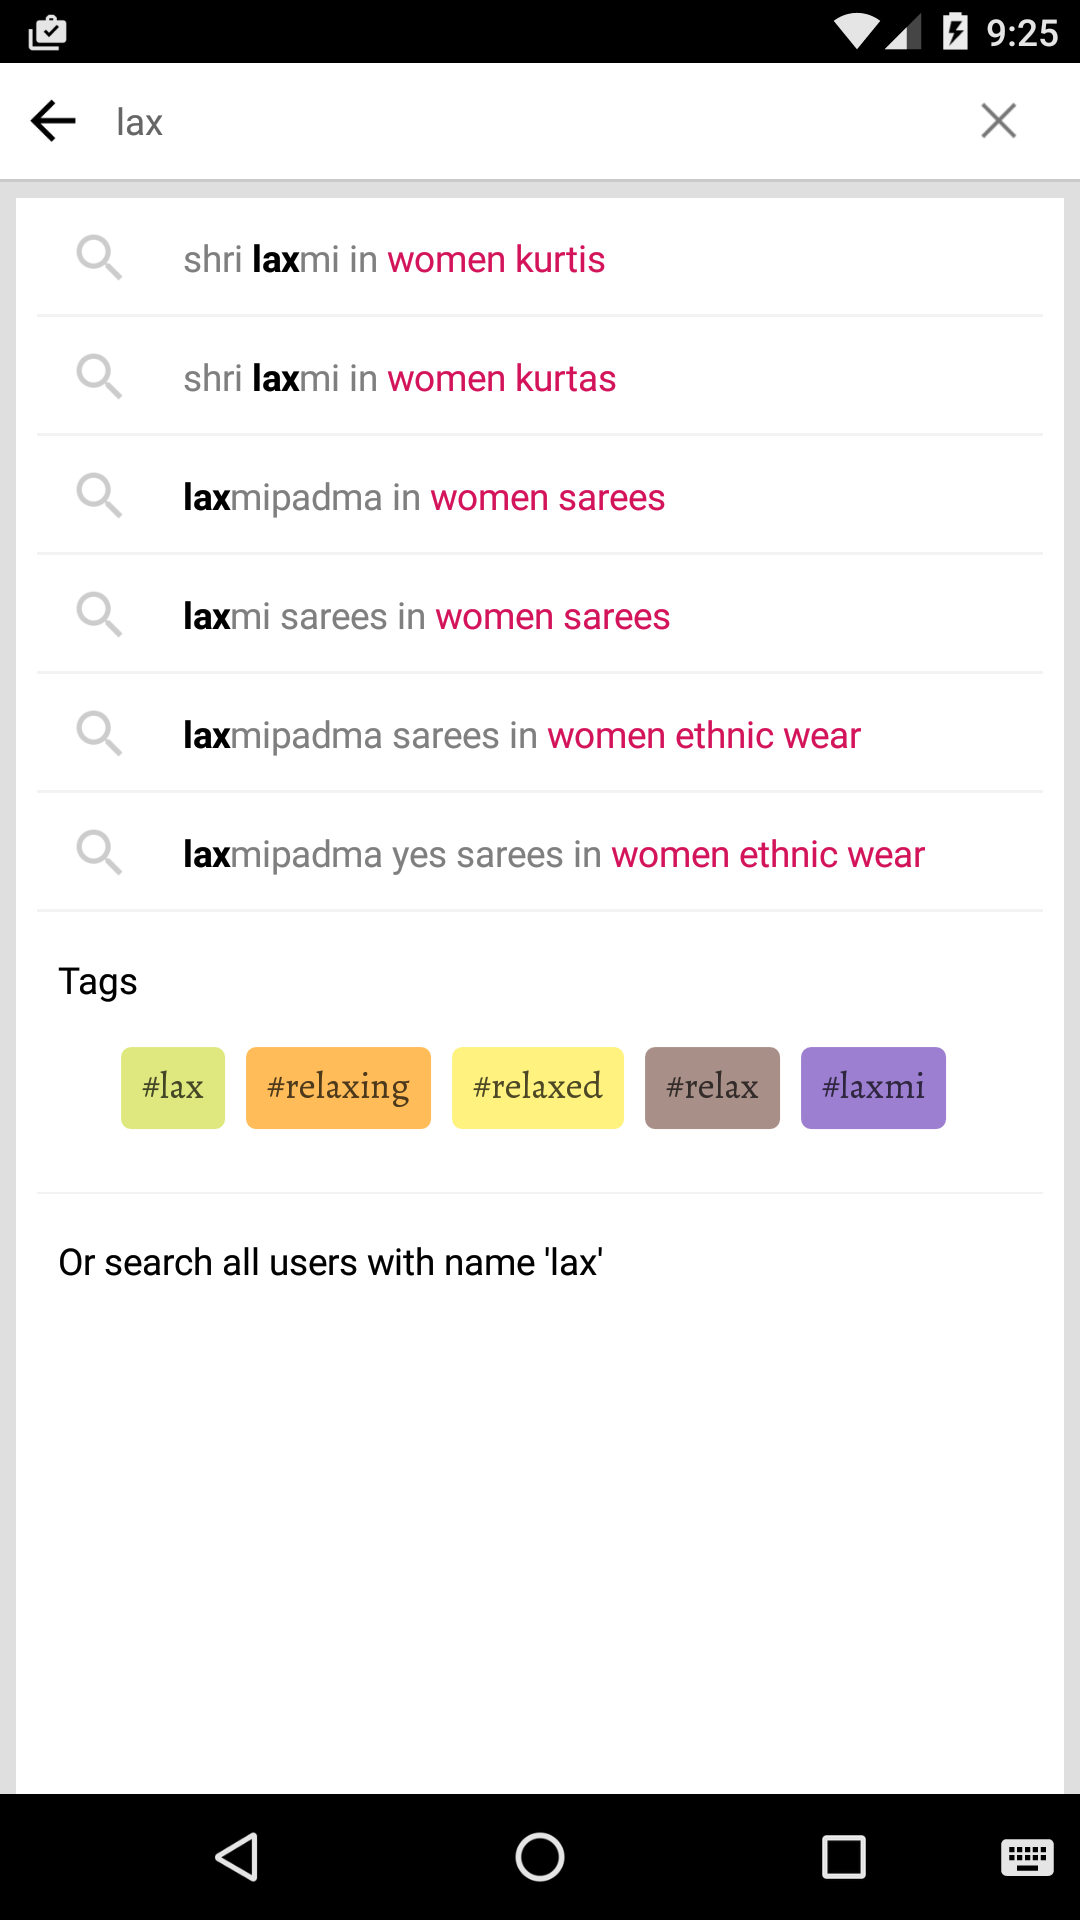 9:25
lax
shri laxmi in women kurtis
shri laxmi in women kurtas
laxmipadma in women sarees
laxmi sarees in women sarees
laxmipadma sarees in women ethnic wear
laxmipadma yes sarees in women ethnic wear
Tags
#lax #relaxing #relaxed #relax #laxmi
Or search all users with name 'lax'